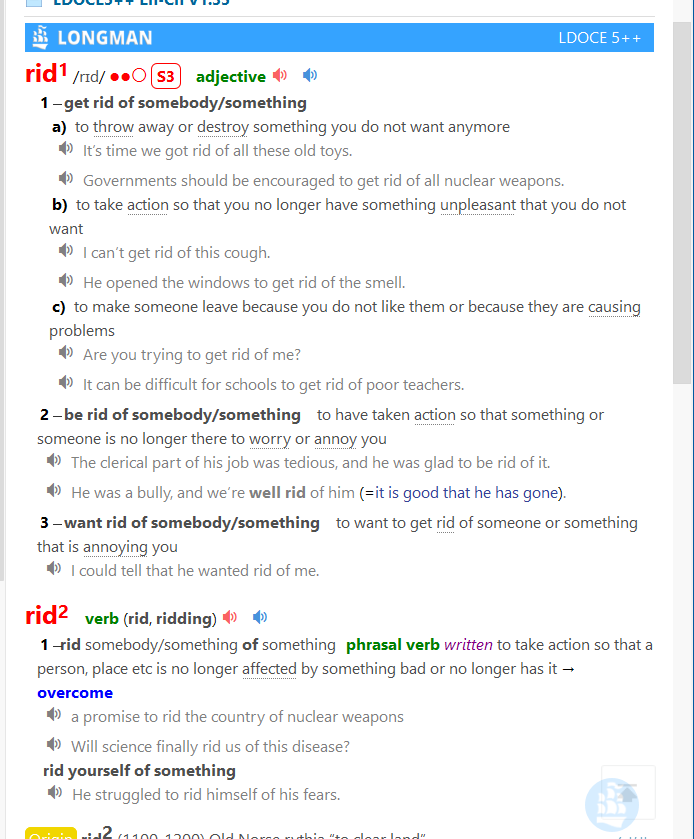 LDOCE5++ En-Cn V1.35
LONGMAN LDOCE 5++
rid1 /rɪd/ ●●○ S3 adjective
1 – get rid of somebody/something
a) to throw away or destroy something you do not want anymore
It's time we got rid of all these old toys.
Governments should be encouraged to get rid of all nuclear weapons.
b) to take action so that you no longer have something unpleasant that you do not
want
I can't get rid of this cough.
He opened the windows to get rid of the smell.
c) to make someone leave because you do not like them or because they are causing
problems
Are you trying to get rid of me?
It can be difficult for schools to get rid of poor teachers.
2 – be rid of somebody/something to have taken action so that something or
someone is no longer there to worry or annoy you
The clerical part of his job was tedious, and he was glad to be rid of it.
He was a bully, and we're well rid of him (=it is good that he has gone).
3 – want rid of somebody/something to want to get rid of someone or something
that is annoying you
I could tell that he wanted rid of me.
rid2 verb (rid, ridding)
1 – rid somebody/something of something phrasal verb written to take action so that a
person, place etc is no longer affected by something bad or no longer has it →
overcome
a promise to rid the country of nuclear weapons
Will science finally rid us of this disease?
rid yourself of something
He struggled to rid himself of his fears.
Origin rid2 (1100-1200) Old Norse rythja "to clear land"